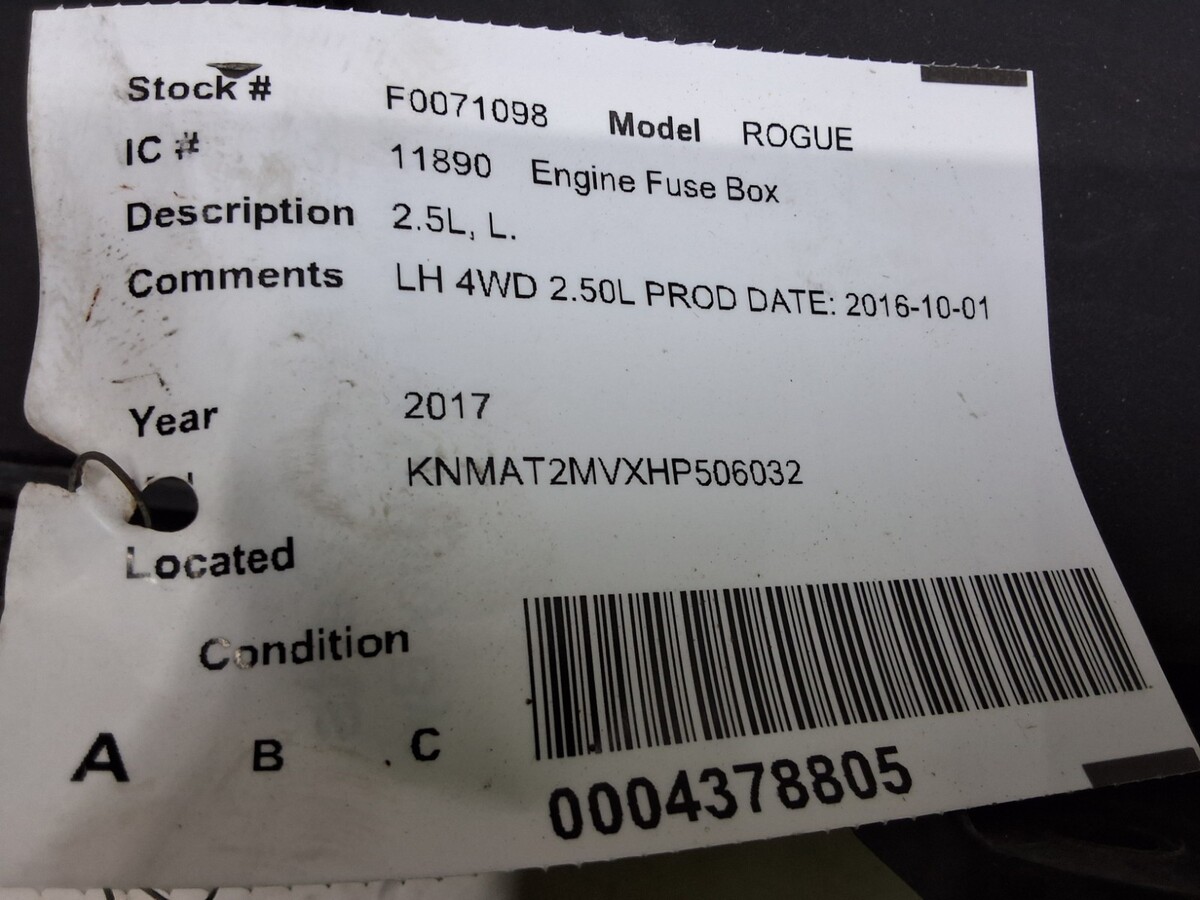 Stock # F0071098 Model ROGUE
IC # 11890 Engine Fuse Box
Description 2.5L, L.
Comments LH 4WD 2.50L PROD DATE: 2016-10-01
Year 2017
KNMAT2MVXHP506032
Located
Condition
A B . C
0004378805